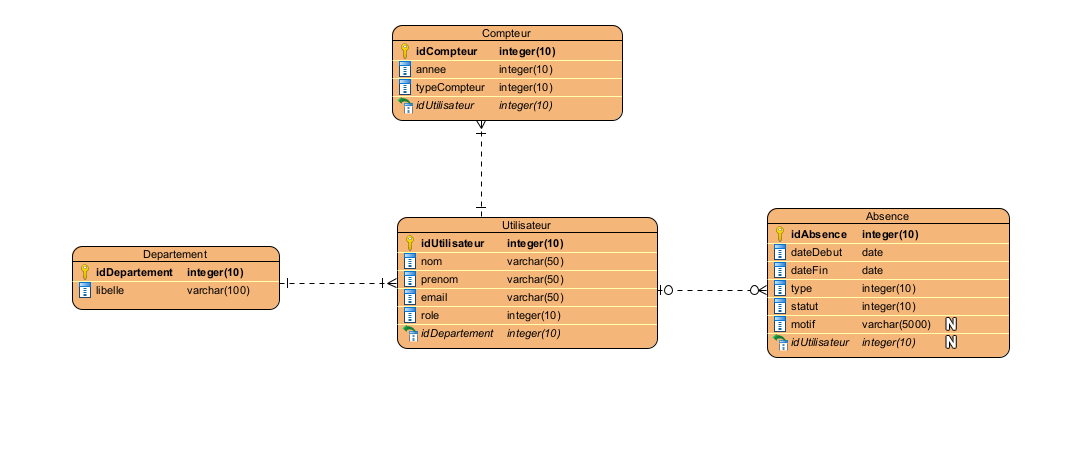 Compteur
idCompteur integer(10)
annee integer(10)
typeCompteur integer(10)
idUtilisateur integer(10)
Departement
idDepartement integer(10)
libelle varchar(100)
Utilisateur
idUtilisateur integer(10)
nom varchar(50)
prenom varchar(50)
email varchar(50)
role integer(10)
idDepartement integer(10)
Absence
idAbsence integer(10)
dateDebut date
dateFin date
type integer(10)
statut integer(10)
motif varchar(5000) N
idUtilisateur integer(10) N